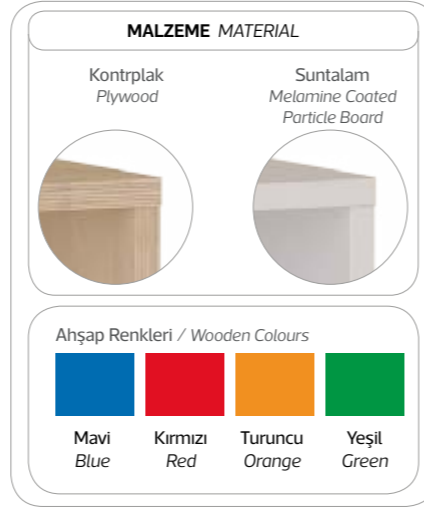 MALZEME MATERIAL
Kontrplak
Plywood
Suntalam
Melamine Coated
Particle Board
Ahşap Renkleri / Wooden Colours
Mavi
Blue
Kırmızı
Red
Turuncu
Orange
Yeşil
Green